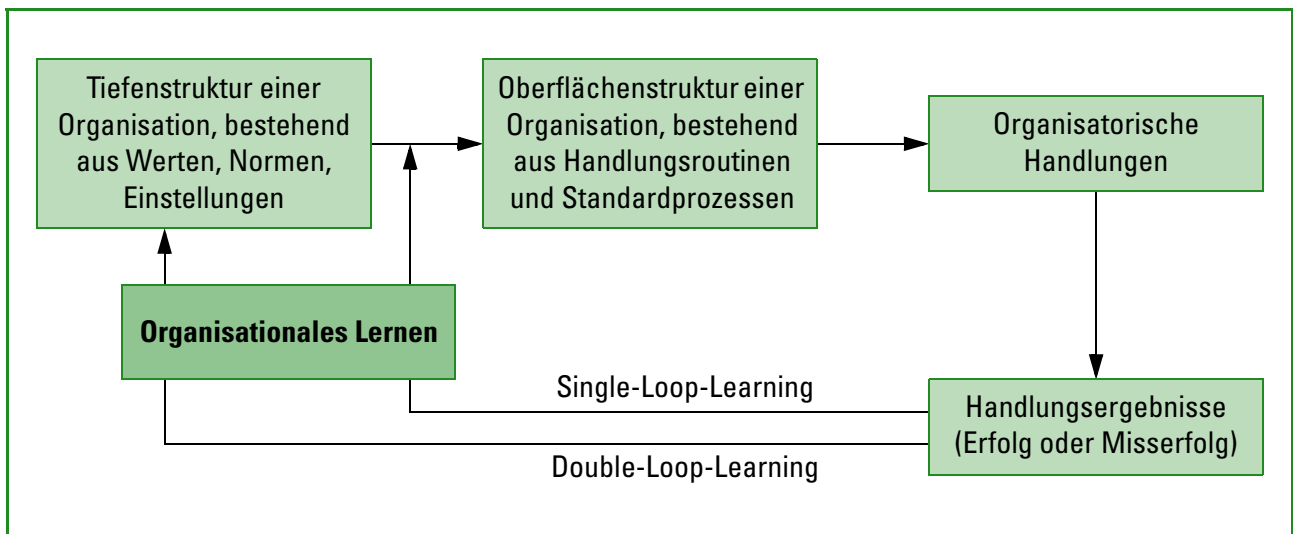 Tiefenstruktur einer
Organisation, bestehend
aus Werten, Normen,
Einstellungen
Oberflächenstruktur einer
Organisation, bestehend
aus Handlungsroutinen
und Standardprozessen
Organisatorische
Handlungen
Organisationales Lernen
Single-Loop-Learning
Double-Loop-Learning
Handlungsergebnisse
(Erfolg oder Misserfolg)